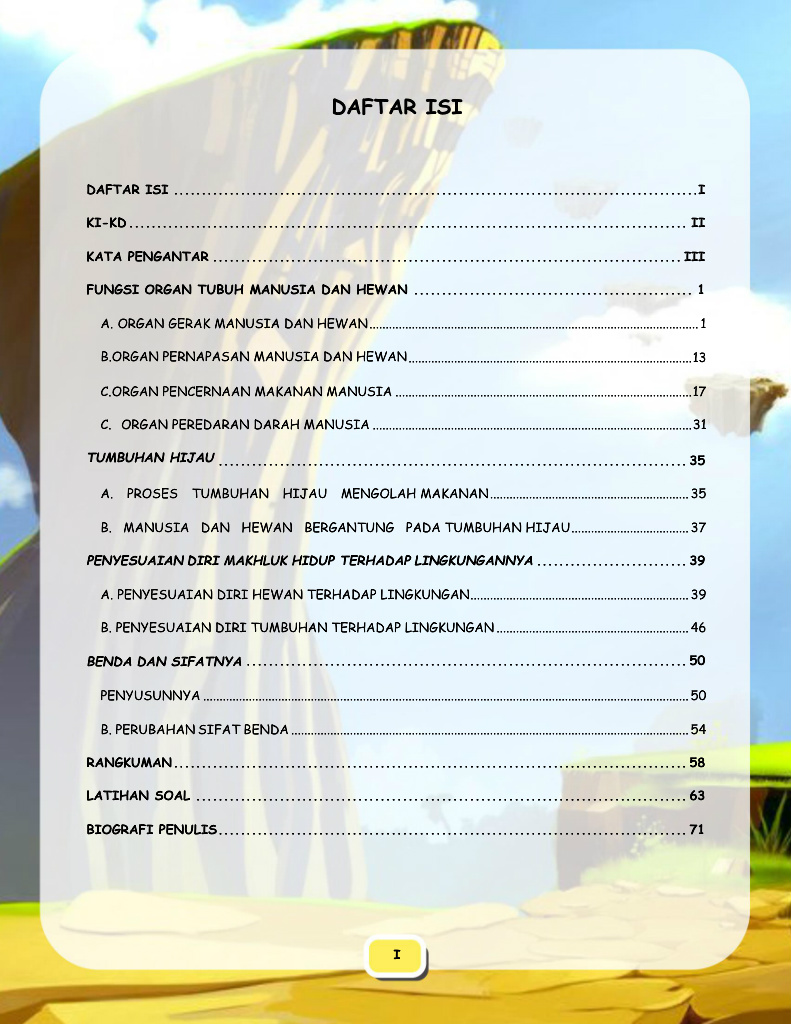 DAFTAR ISI
DAFTAR ISI ........................................ I
KI-KD ........................................ II
KATA PENGANTAR ........................................ III
FUNGSI ORGAN TUBUH MANUSIA DAN HEWAN ........................................ 1
A. ORGAN GERAK MANUSIA DAN HEWAN ........................................ 1
B.ORGAN PERNAPASAN MANUSIA DAN HEWAN ........................................ 13
C.ORGAN PENCERNAAN MAKANAN MANUSIA ........................................ 17
C. ORGAN PEREDARAN DARAH MANUSIA ........................................ 31
TUMBUHAN HIJAU ........................................ 35
A. PROSES TUMBUHAN HIJAU MENGOLAH MAKANAN ........................................ 35
B. MANUSIA DAN HEWAN BERGANTUNG PADA TUMBUHAN HIJAU ........................................ 37
PENYESUAIAN DIRI MAKHLUK HIDUP TERHADAP LINGKUNGANNYA ........................................ 39
A. PENYESUAIAN DIRI HEWAN TERHADAP LINGKUNGAN ........................................ 39
B. PENYESUAIAN DIRI TUMBUHAN TERHADAP LINGKUNGAN ........................................ 46
BENDA DAN SIFATNYA ........................................ 50
PENYUSUNNYA ........................................ 50
B. PERUBAHAN SIFAT BENDA ........................................ 54
RANGKUMAN ........................................ 58
LATIHAN SOAL ........................................ 63
BIOGRAFI PENULIS ........................................ 71
I